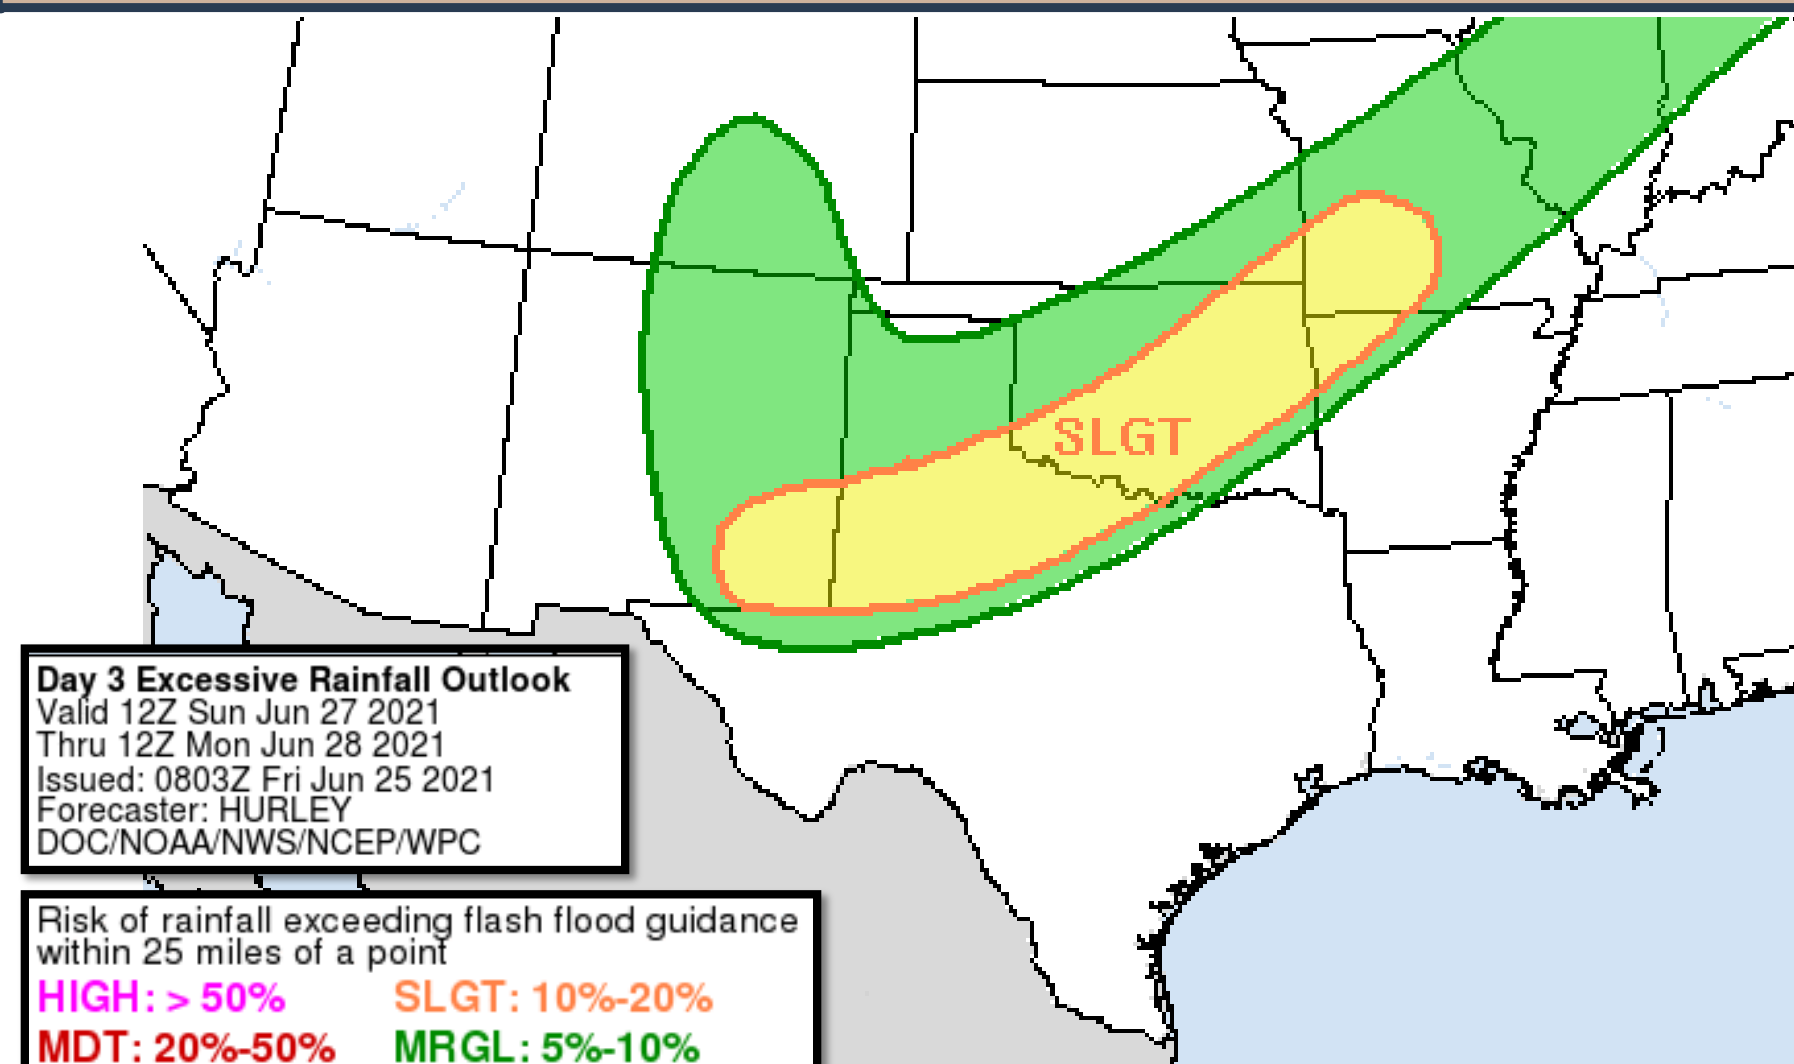 SLGT
Day 3 Excessive Rainfall Outlook
Valid 12Z Sun Jun 27 2021
Thru 12Z Mon Jun 28 2021
Issued: 0803Z Fri Jun 25 2021
Forecaster: HURLEY
DOC/NOAA/NWS/NCEP/WPC
Risk of rainfall exceeding flash flood guidance
within 25 miles of a point
HIGH: > 50% SLGT: 10%-20%
MDT: 20%-50% MRGL: 5%-10%